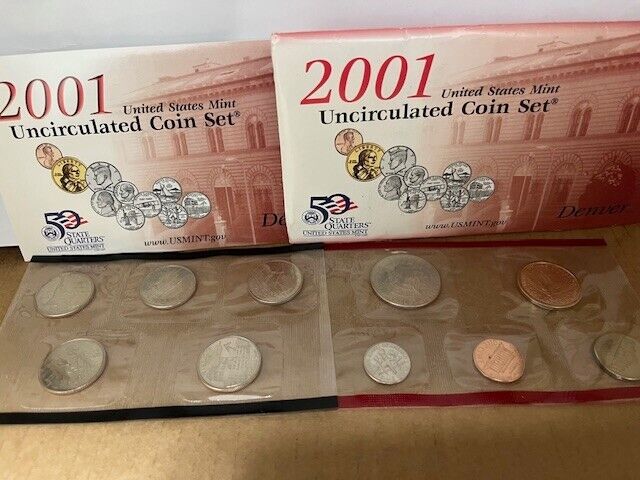 2001 United States Mint
Uncirculated Coin Set®
50
STATE
QUARTERS
UNITED STATES MINT
www.USMINT.gov
De
2001 United States Mint
Uncirculated Coin Set®
50
STATE
QUARTERS
UNITED STATES MINT
www.USMINT.gov
Denver